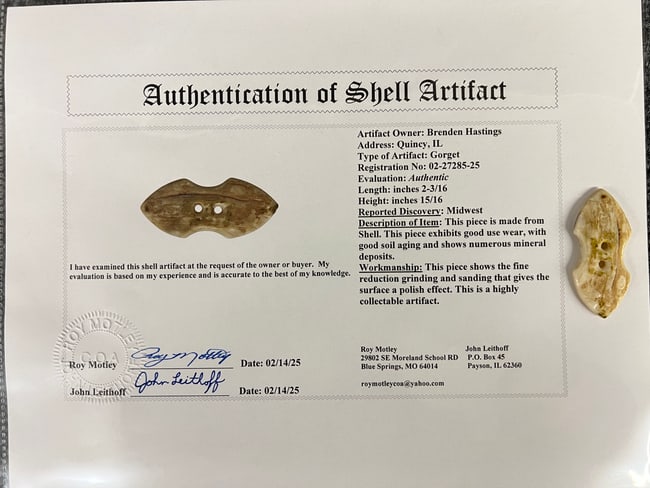 Authentication of Shell Artifact
Artifact Owner: Brenden Hastings
Address: Quincy, IL
Type of Artifact: Gorget
Registration No: 02-27285-25
Evaluation: Authentic
Length: inches 2-3/16
Height: inches 15/16
Reported Discovery: Midwest
Description of Item: This piece is made from
Shell. This piece exhibits good use wear, with
good soil aging and shows numerous mineral
deposits.
Workmanship: This piece shows the fine
reduction grinding and sanding that gives the
surface a polish effect. This is a highly
collectable artifact.
I have examined this shell artifact at the request of the owner or buyer. My
evaluation is based on my experience and is accurate to the best of my knowledge.
ROY MOTLEY
COA
Roy Motley Roy Motley Date: 02/14/25
John Leithoff John Leithoff Date: 02/14/25
Roy Motley
29802 SE Moreland School RD
Blue Springs, MO 64014
roymotleycoa@yahoo.com
John Leithoff
P.O. Box 45
Payson, IL 62360